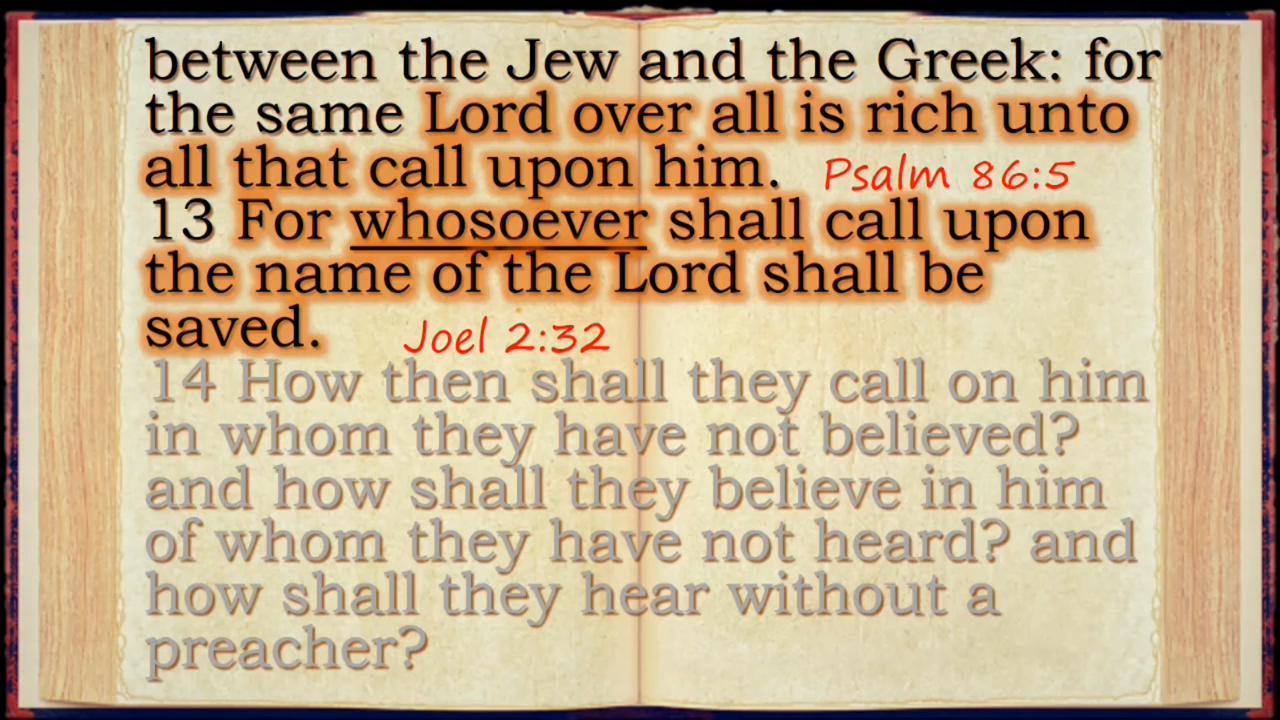 between the Jew and the Greek: for
the same Lord over all is rich unto
all that call upon him. Psalm 86:5
13 For whosoever shall call upon
the name of the Lord shall be
saved. Joel 2:32
14 How then shall they call on him
in whom they have not believed?
and how shall they believe in him
of whom they have not heard? and
how shall they hear without a
preacher?